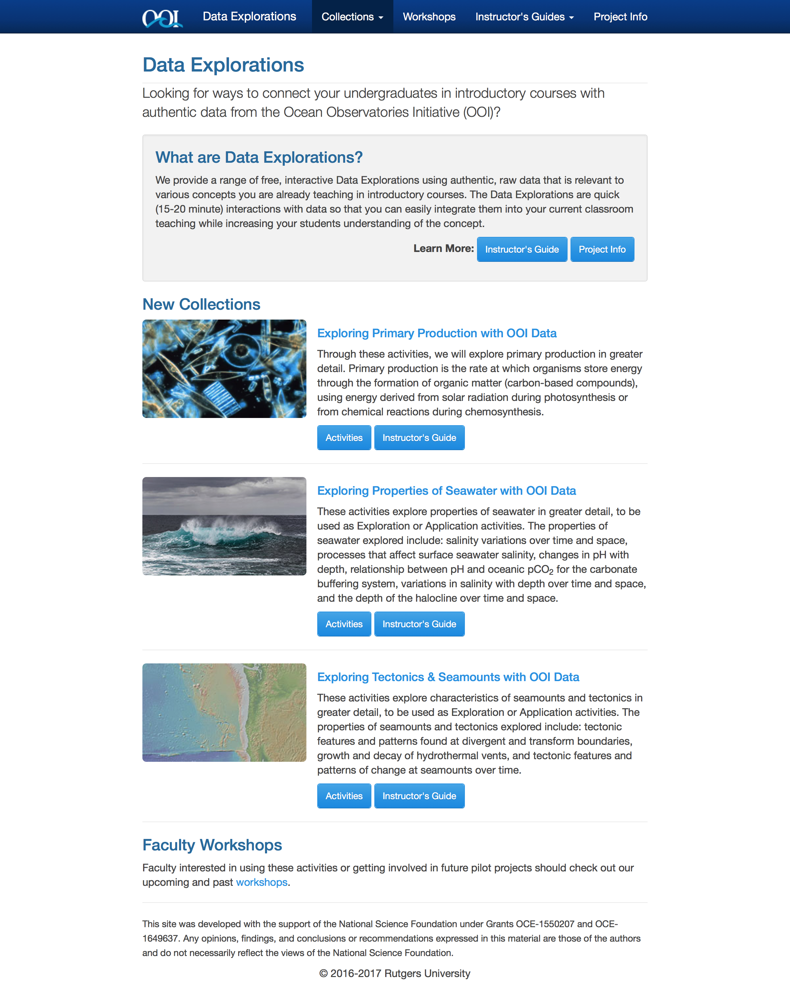 OOI Data Explorations Collections Workshops Instructor's Guides Project Info
Data Explorations
Looking for ways to connect your undergraduates in introductory courses with
authentic data from the Ocean Observatories Initiative (OOI)?
What are Data Explorations?
We provide a range of free, interactive Data Explorations using authentic, raw data that is relevant to
various concepts you are already teaching in introductory courses. The Data Explorations are quick
(15-20 minute) interactions with data so that you can easily integrate them into your current classroom
teaching while increasing your students understanding of the concept.
Learn More: Instructor's Guide Project Info
New Collections
Exploring Primary Production with OOI Data
Through these activities, we will explore primary production in greater
detail. Primary production is the rate at which organisms store energy
through the formation of organic matter (carbon-based compounds),
using energy derived from solar radiation during photosynthesis or
from chemical reactions during chemosynthesis.
Activities Instructor's Guide
Exploring Properties of Seawater with OOI Data
These activities explore properties of seawater in greater detail, to be
used as Exploration or Application activities. The properties of
seawater explored include: salinity variations over time and space,
processes that affect surface seawater salinity, changes in pH with
depth, relationship between pH and oceanic pCO₂ for the carbonate
buffering system, variations in salinity with depth over time and space,
and the depth of the halocline over time and space.
Activities Instructor's Guide
Exploring Tectonics & Seamounts with OOI Data
These activities explore characteristics of seamounts and tectonics in
greater detail, to be used as Exploration or Application activities. The
properties of seamounts and tectonics explored include: tectonic
features and patterns found at divergent and transform boundaries,
growth and decay of hydrothermal vents, and tectonic features and
patterns of change at seamounts over time.
Activities Instructor's Guide
Faculty Workshops
Faculty interested in using these activities or getting involved in future pilot projects should check out our
upcoming and past workshops.
This site was developed with the support of the National Science Foundation under Grants OCE-1550207 and OCE-
1649637. Any opinions, findings, and conclusions or recommendations expressed in this material are those of the authors
and do not necessarily reflect the views of the National Science Foundation.
© 2016-2017 Rutgers University